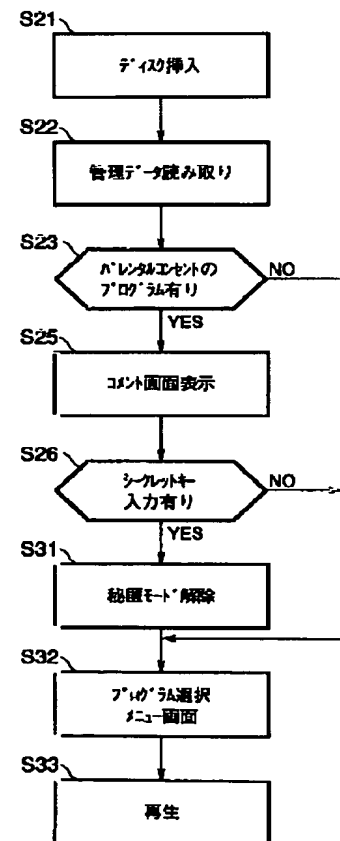 S21
ディスク挿入
S22
管理データ読み取り
S23
パレンタルコンセントの
プログラム有り
NO
YES
S25
コメント画面表示
S26
シークレットキー
入力有り
NO
YES
S31
秘匿モード解除
S32
プログラム選択
メニュー画面
S33
再生